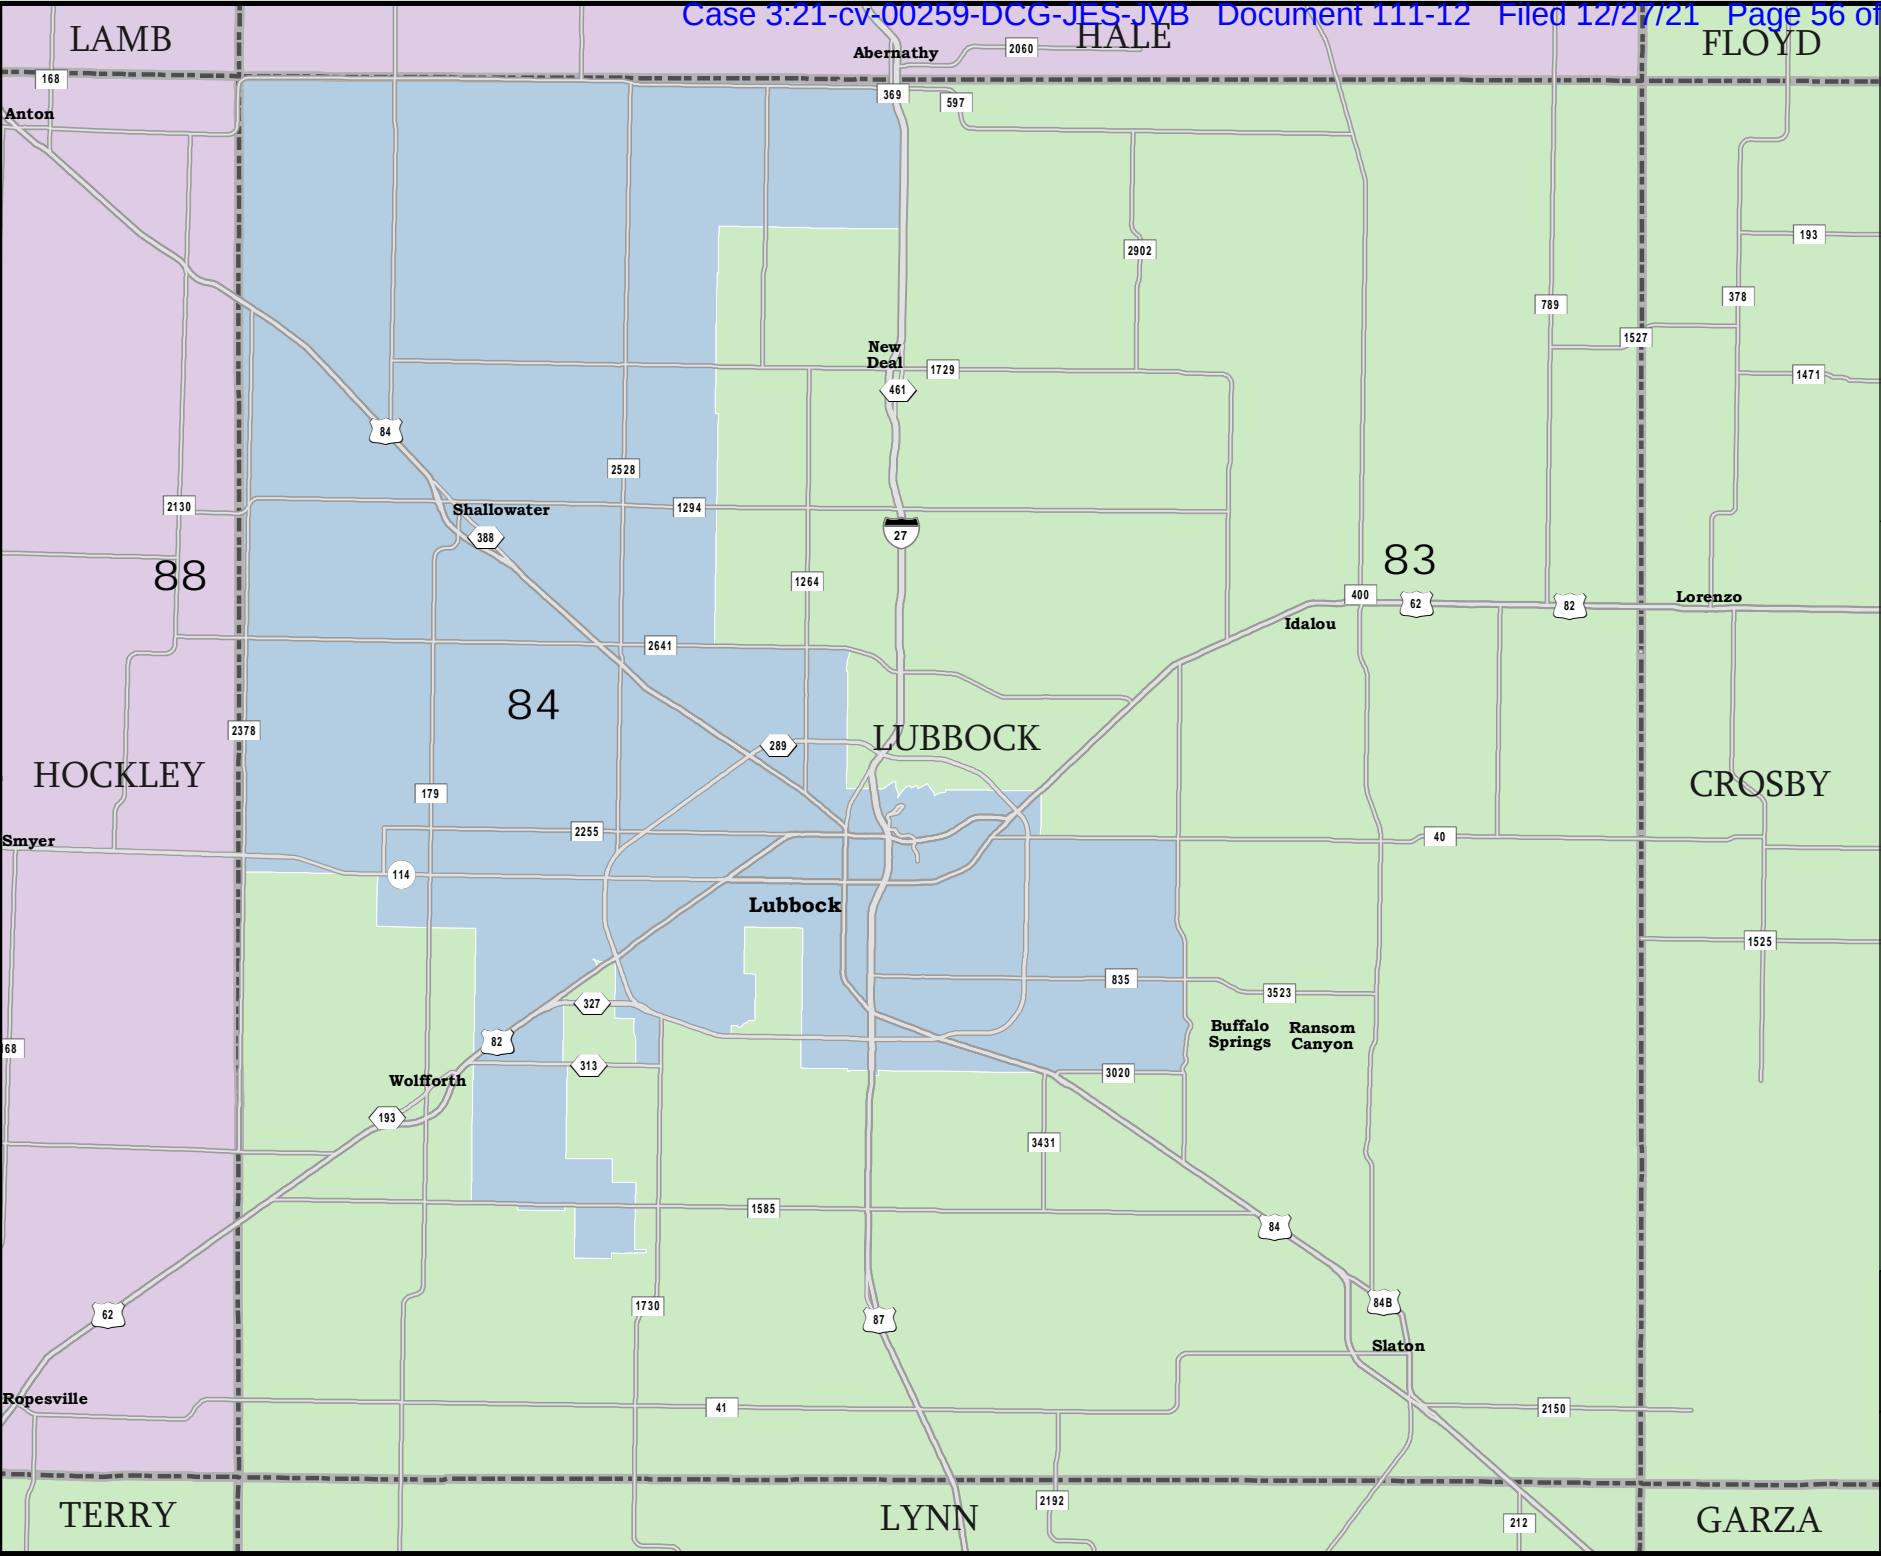 Case 3:21-cv-00259-DCG-JES-JVB Document 111-12 Filed 12/27/21 Page 56 of
LAMB
HALE
FLOYD
Abernathy
2060
168
369
597
Anton
193
2902
378
789
1527
New
Deal
1729
1471
461
84
2528
2130
Shallowater
1294
388
27
88
83
1264
400
62
82
Lorenzo
Idalou
2641
84
2378
289
LUBBOCK
HOCKLEY
CROSBY
179
Smyer
2255
40
114
Lubbock
1525
835
3523
327
Buffalo
Springs
Ransom
Canyon
82
168
313
3020
Wolfforth
193
3431
1585
84
62
1730
87
84B
Slaton
Ropesville
41
2150
2192
TERRY
LYNN
212
GARZA